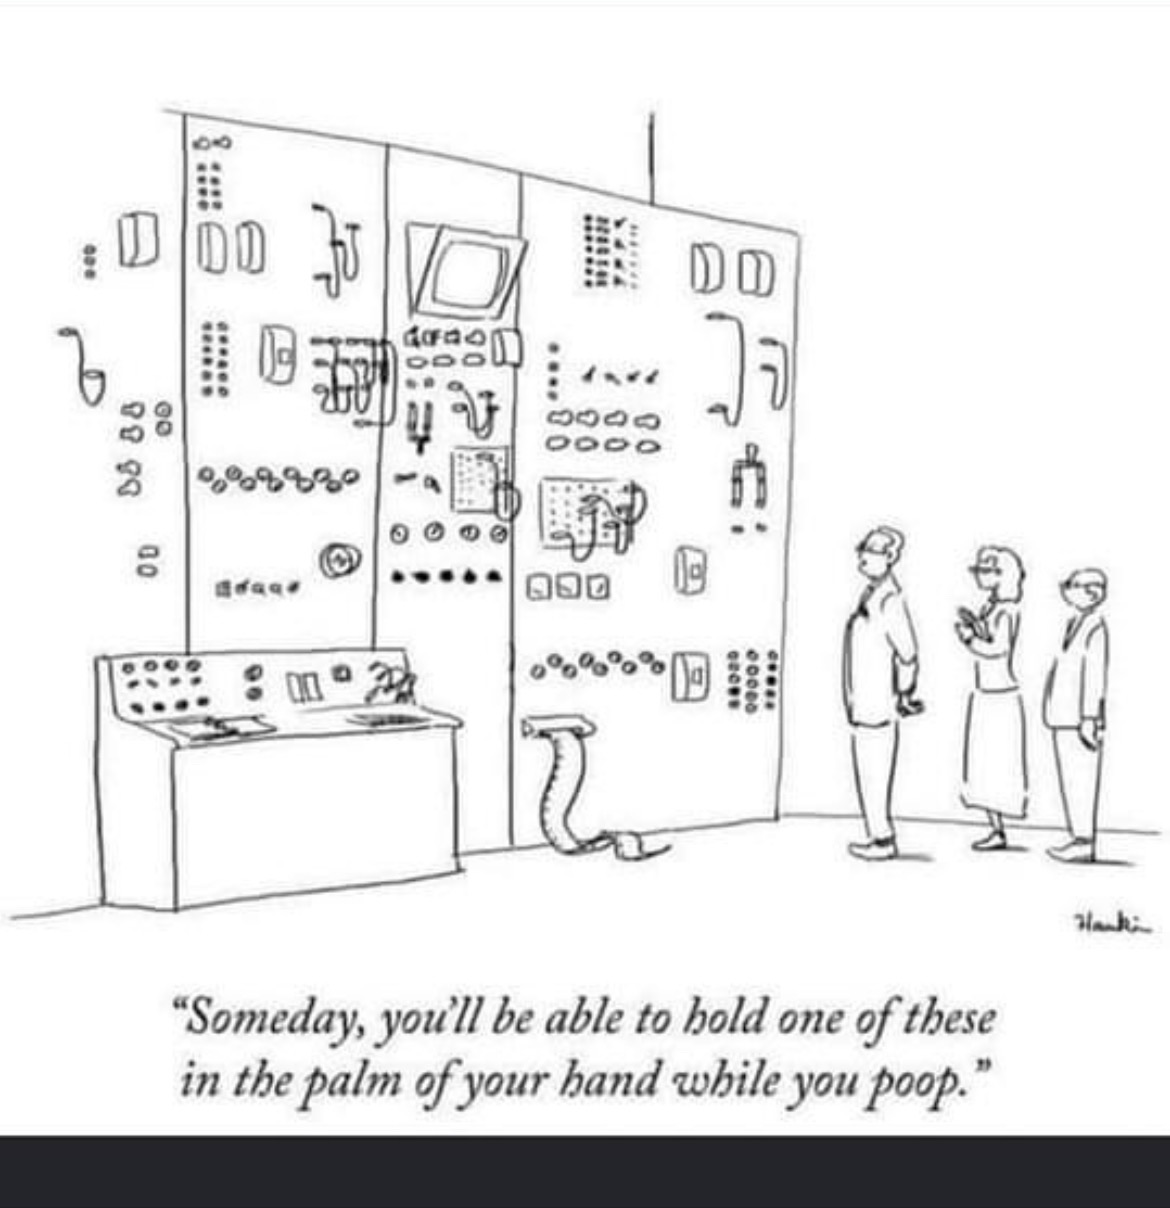 Hankin
“Someday, you’ll be able to hold one of these
in the palm of your hand while you poop.”